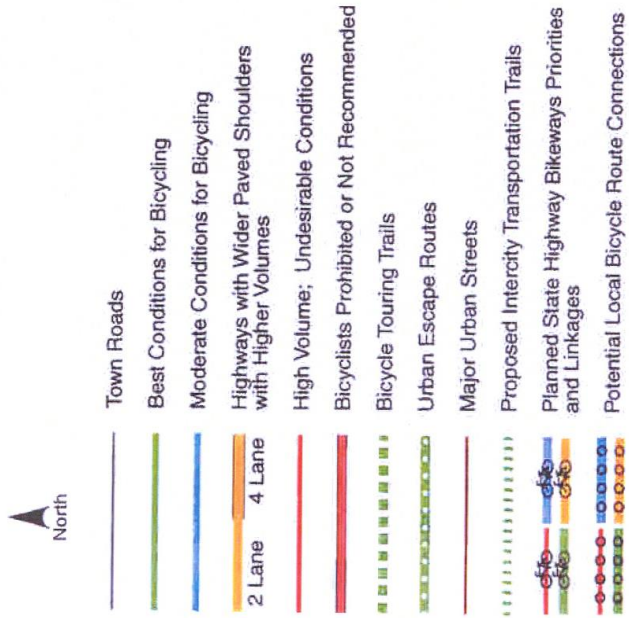 North
Town Roads
Best Conditions for Bicycling
Moderate Conditions for Bicycling
2 Lane 4 Lane
Highways with Wider Paved Shoulders
with Higher Volumes
High Volume; Undesirable Conditions
Bicyclists Prohibited or Not Recommended
Bicycle Touring Trails
Urban Escape Routes
Major Urban Streets
Proposed Intercity Transportation Trails
Planned State Highway Bikeways Priorities
and Linkages
Potential Local Bicycle Route Connections